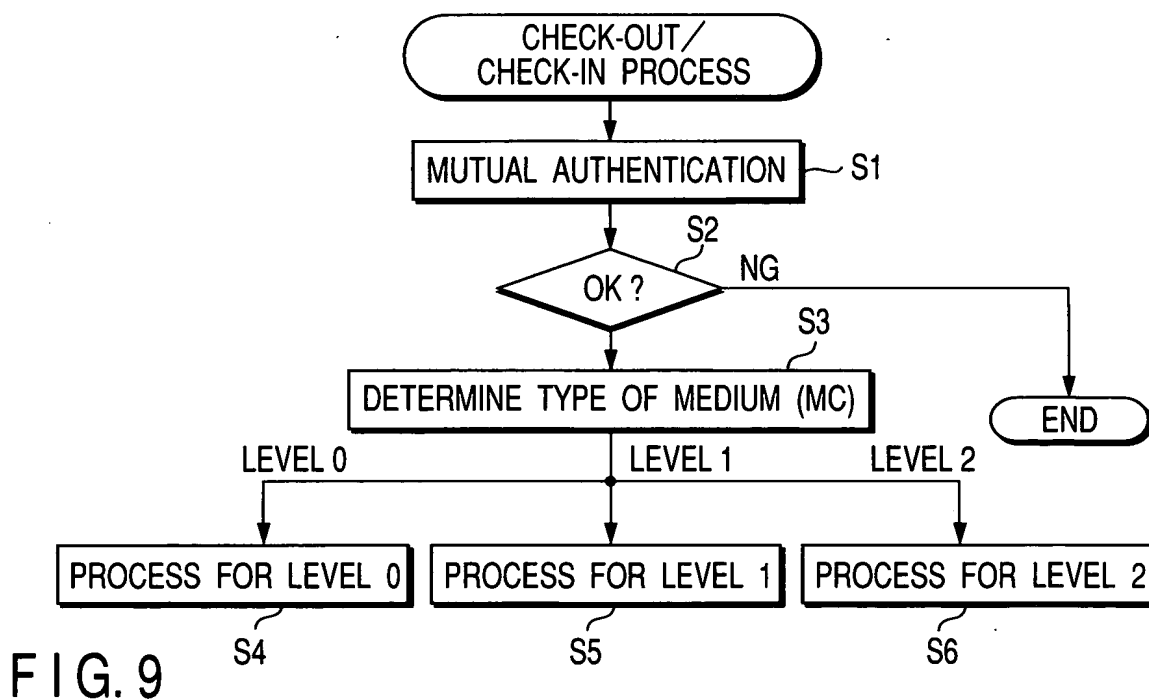 CHECK-OUT/
CHECK-IN PROCESS
MUTUAL AUTHENTICATION
S1
S2
OK ?
NG
S3
DETERMINE TYPE OF MEDIUM (MC)
END
LEVEL 0
LEVEL 1
LEVEL 2
PROCESS FOR LEVEL 0
PROCESS FOR LEVEL 1
PROCESS FOR LEVEL 2
S4
S5
S6
FIG. 9